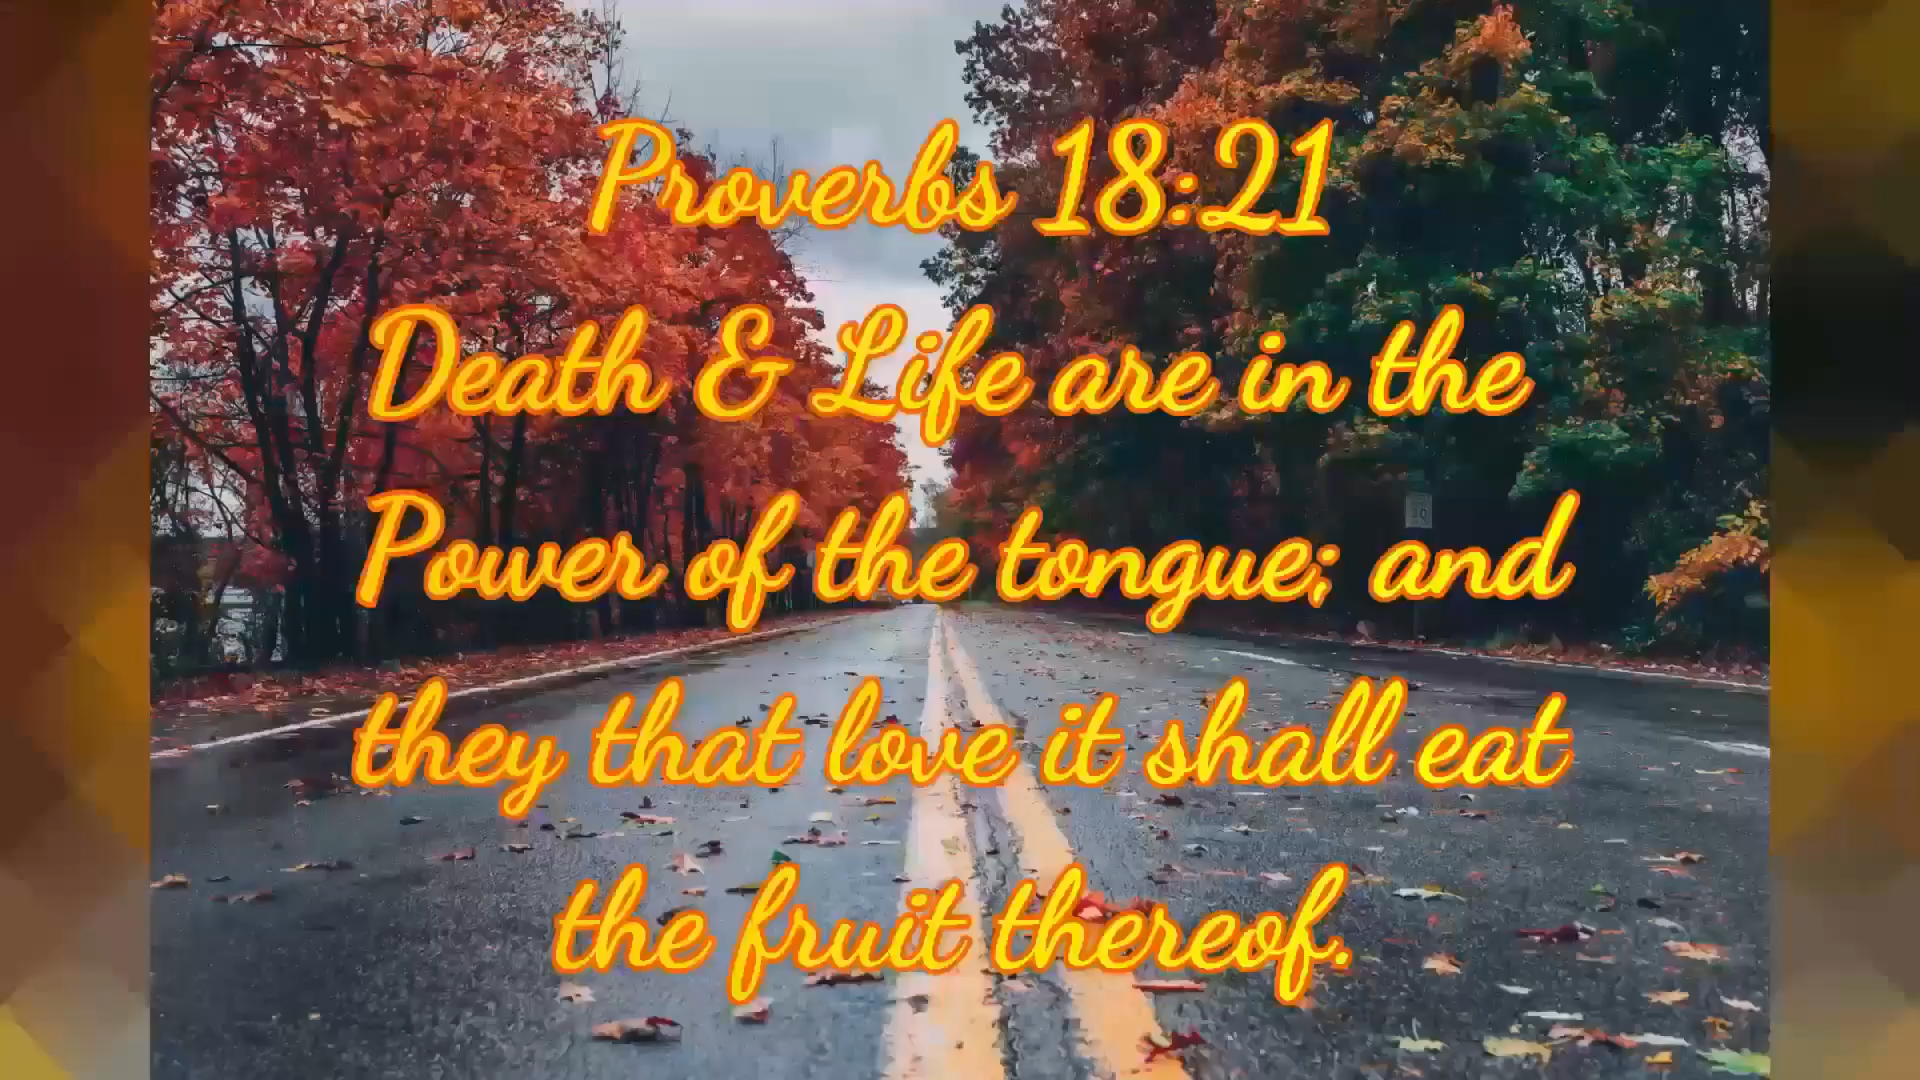 Proverbs 18:21
Death & Life are in the
Power of the tongue; and
they that love it shall eat
the fruit thereof.